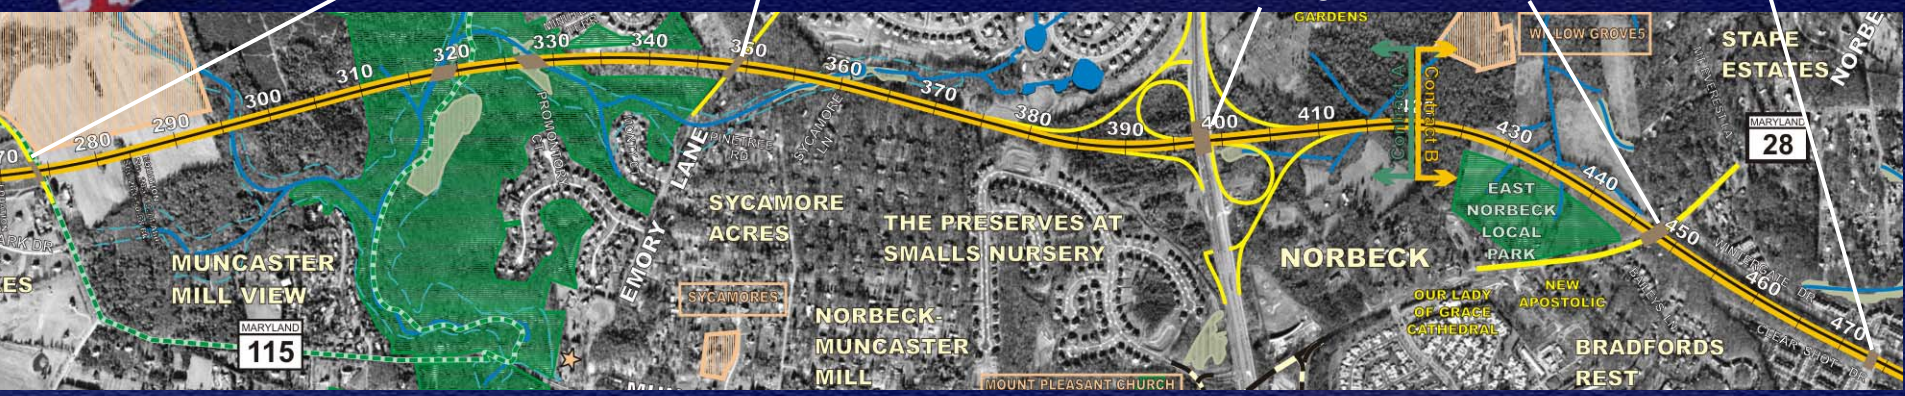 GARDENS
WILLOW GROVE5
STAPE
ESTATES
NORBE
320
330
340
350
310
360
300
370
290
380
280
390
400
410
430
70
Contract A
Contract B
MARYLAND
28
440
PROMONTORY
PINETREE
RD
SYCAMORE
LN
LANE
EMORY
EAST
NORBECK
LOCAL
PARK
SYCAMORE
ACRES
THE PRESERVES AT
SMALLS NURSERY
450
ARK DR
MUNCASTER
MILL VIEW
NORBECK
WINTERGATE DR
460
ES
SYCAMORES
OUR LADY
OF GRACE
CATHEDRAL
NEW
APOSTOLIC
470
MARYLAND
115
NORBECK-
MUNCASTER
MILL
CLEAR SHOT DR
BRADFORDS
REST
MOUNT PLEASANT CHURCH